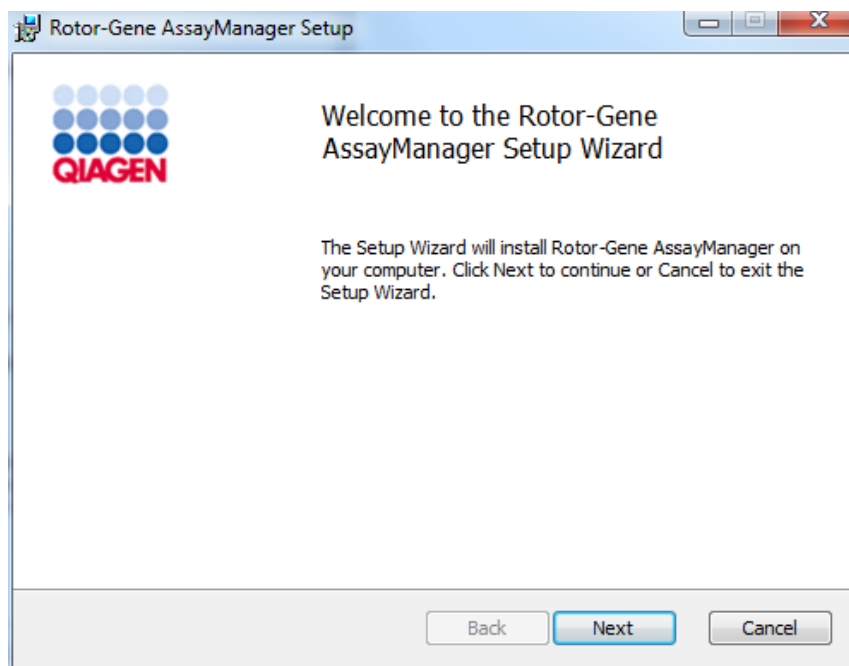 Rotor-Gene AssayManager Setup
QIAGEN
Welcome to the Rotor-Gene
AssayManager Setup Wizard
The Setup Wizard will install Rotor-Gene AssayManager on
your computer. Click Next to continue or Cancel to exit the
Setup Wizard.
Back
Next
Cancel